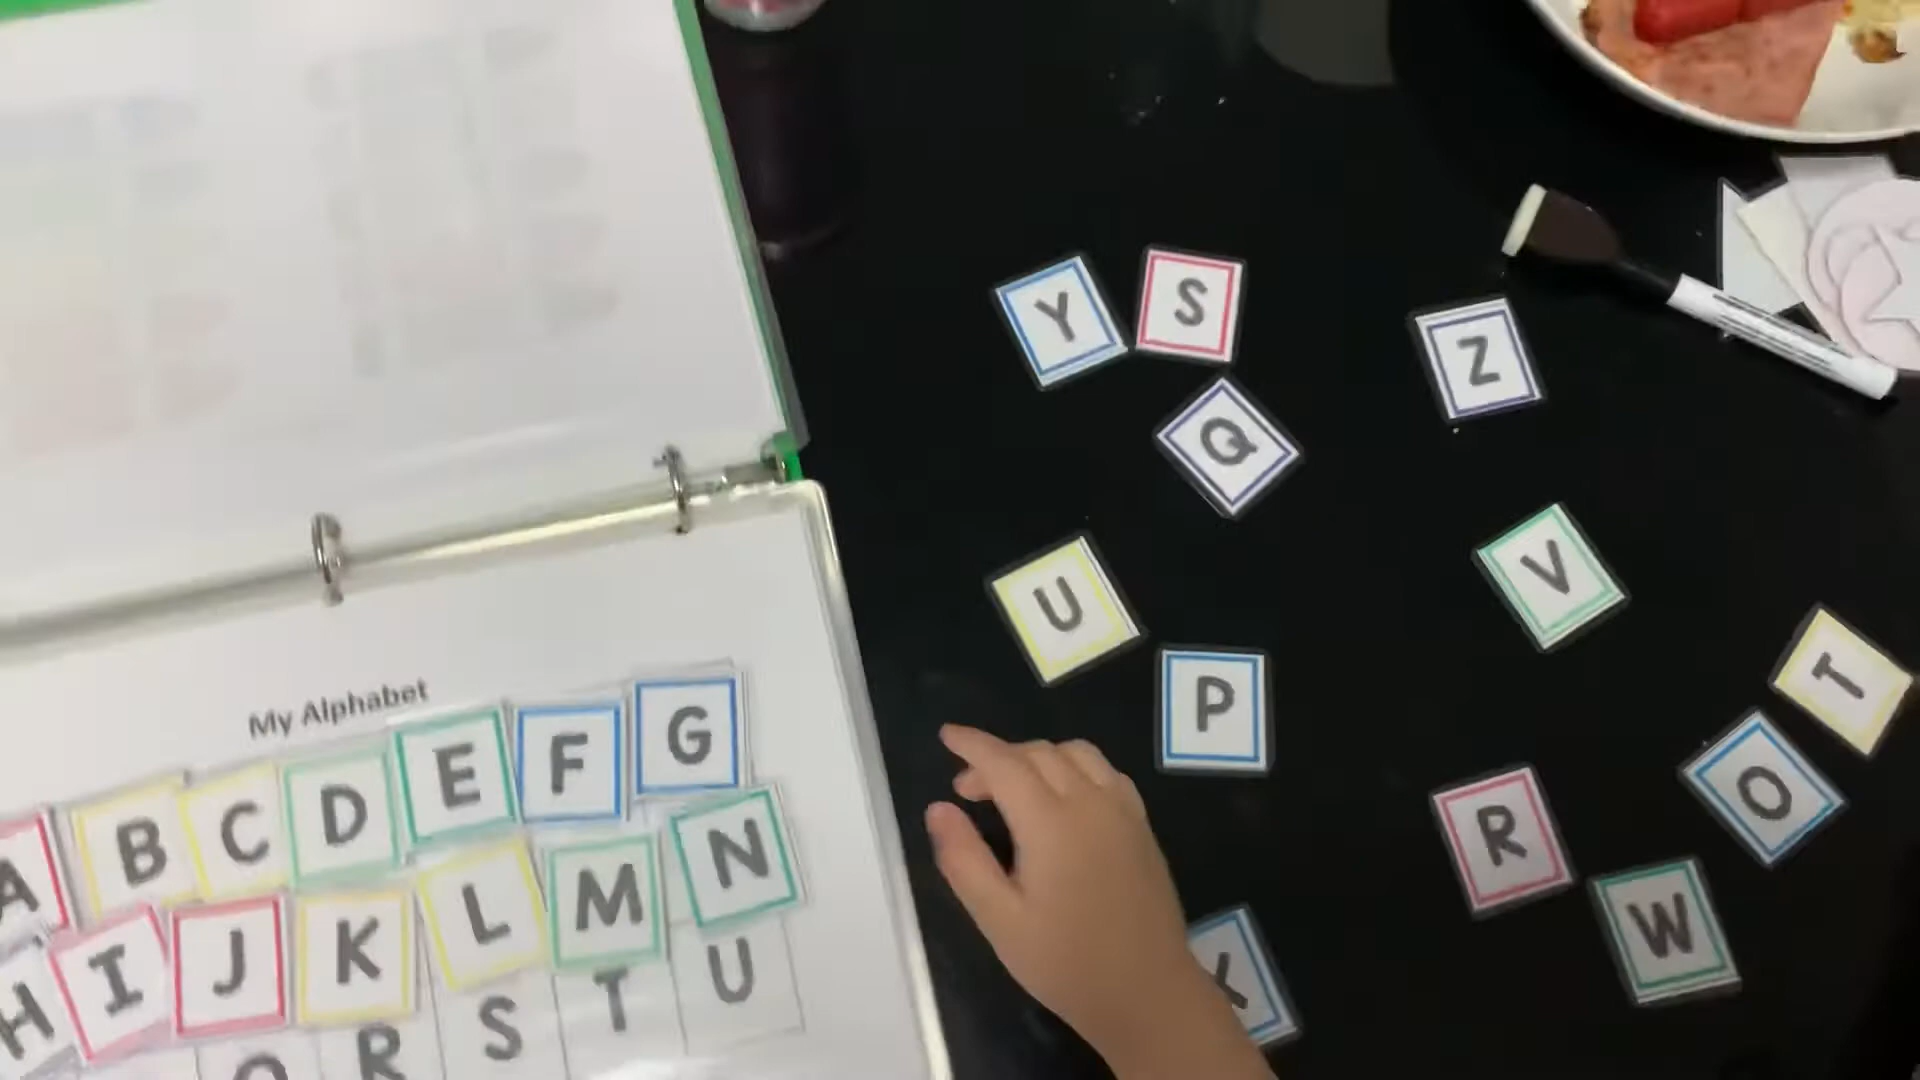 My Alphabet
A B C D E F G
H I J K L M N
Q R S T U
Y S Z
Q
U V
P T
R O
X W